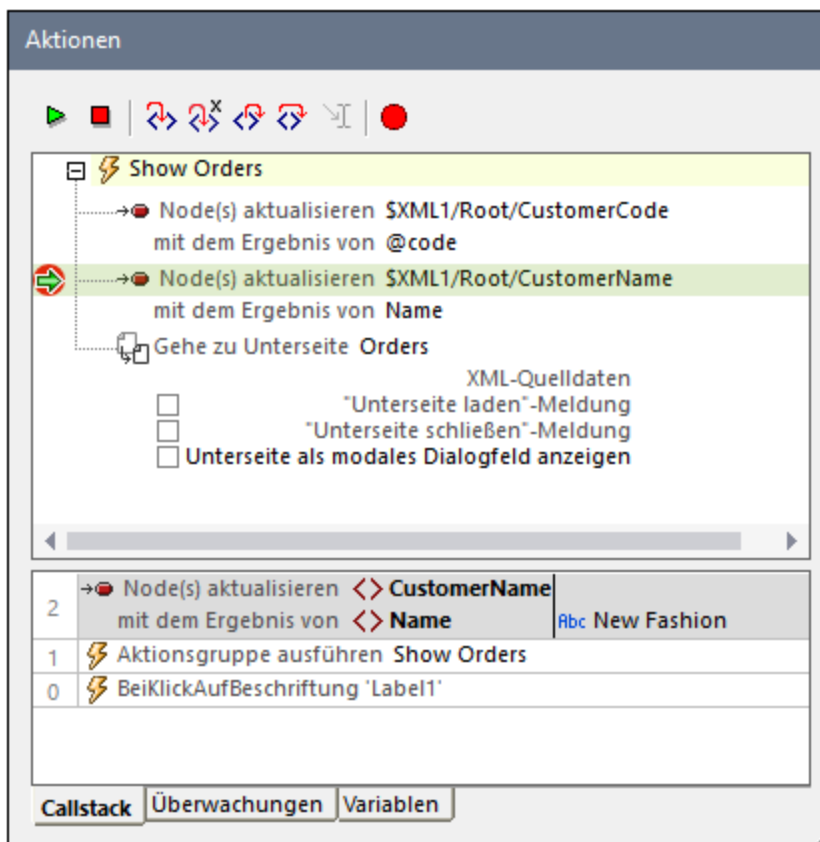 Aktionen
Show Orders
Node(s) aktualisieren $XML1/Root/CustomerCode
mit dem Ergebnis von @code
Node(s) aktualisieren $XML1/Root/CustomerName
mit dem Ergebnis von Name
Gehe zu Unterseite Orders
XML-Quelldaten
"Unterseite laden"-Meldung
"Unterseite schließen"-Meldung
Unterseite als modales Dialogfeld anzeigen
2 Node(s) aktualisieren <> CustomerName
mit dem Ergebnis von <> Name Abc New Fashion
1 Aktionsgruppe ausführen Show Orders
0 BeiKlickAufBeschriftung 'Label1'
Callstack Überwachungen Variablen